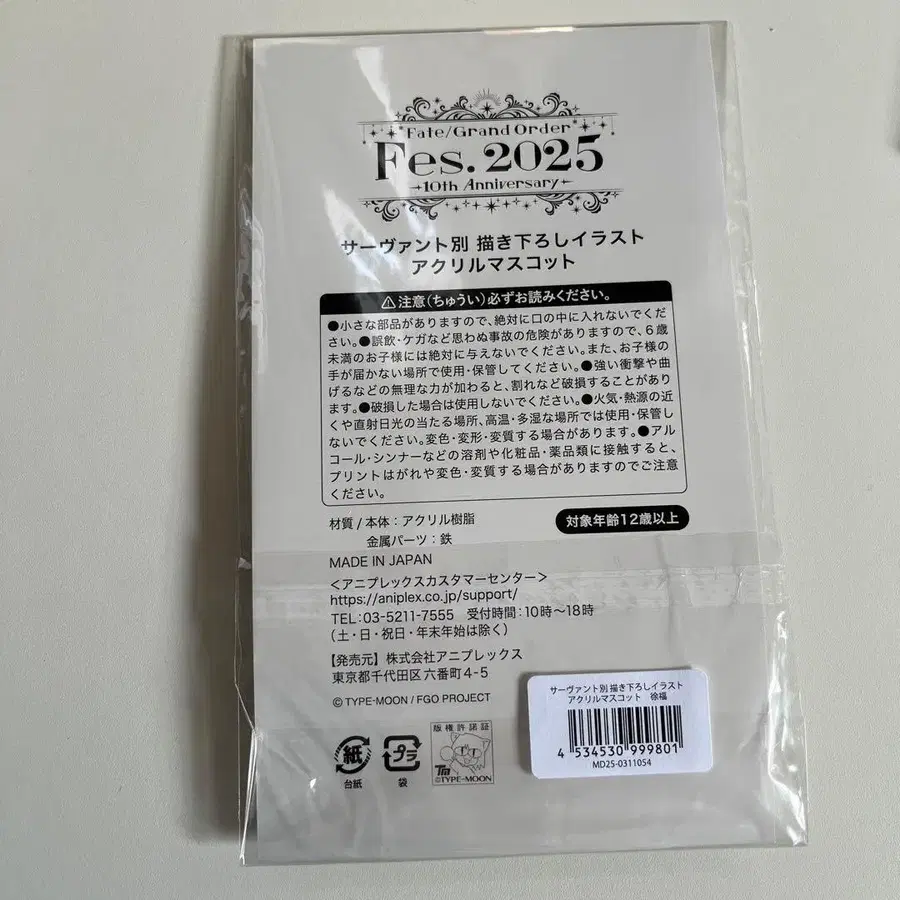 Fate/Grand Order
Fes. 2025
10th Anniversary
サーヴァント別 描き下ろしイラスト
アクリルマスコット
⚠注意(ちゅうい)必ずお読みください。
●小さな部品がありますので、絶対に口の中に入れないでくだ
さい。●誤飲・ケガなど思わぬ事故の危険がありますので、6歳
未満のお子様には絶対に与えないでください。また、お子様の
手が届かない場所で使用・保管してください。●強い衝撃や曲
げるなどの無理な力が加わると、割れなど破損することがあり
ます。●破損した場合は使用しないでください。●火気・熱源の近
くや直射日光の当たる場所、高温・多湿な場所では使用・保管し
ないでください。変色・変形・変質する場合があります。●アル
コール・シンナーなどの溶剤や化粧品・薬品類に接触すると、
プリントはがれや変色・変質する場合がありますのでご注意
ください。
材質/本体:アクリル樹脂
金属パーツ:鉄
対象年齢12歳以上
MADE IN JAPAN
<アニプレックスカスタマーセンター>
https://aniplex.co.jp/support/
TEL:03-5211-7555 受付時間:10時~18時
(土・日・祝日・年末年始は除く)
【発売元】株式会社アニプレックス
東京都千代田区六番町4-5
© TYPE-MOON / FGO PROJECT
紙
台紙
プラ
袋
版権許諾証
TM
©TYPE-MOON
サーヴァント別 描き下ろしイラスト
アクリルマスコット 徐福
4 534530 999801
MD25-0311054